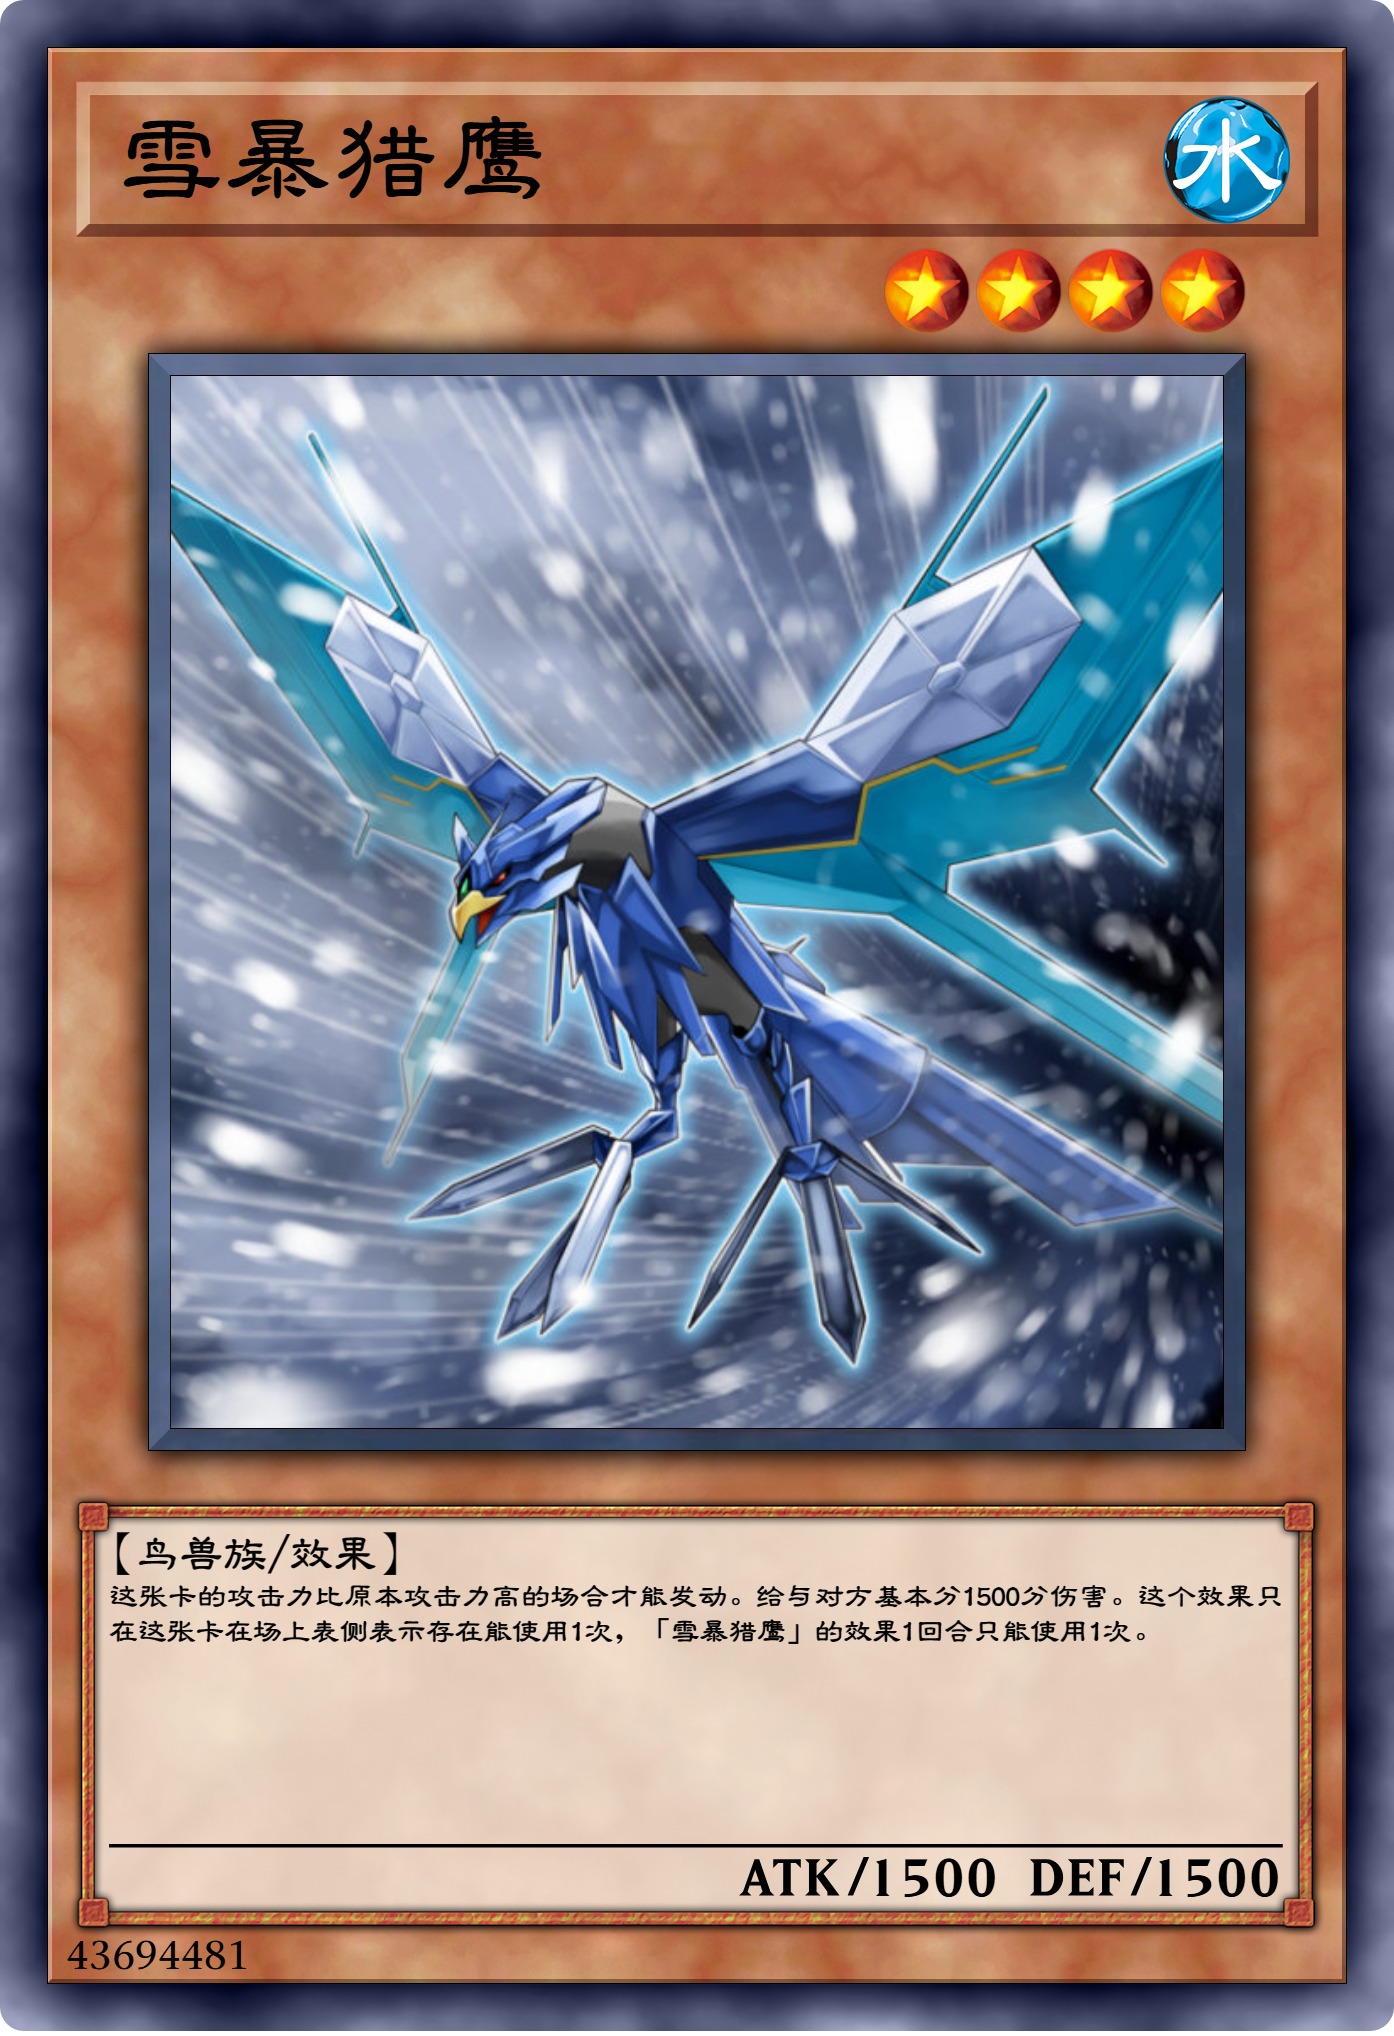 雪暴猎鹰
水
【鸟兽族/效果】
这张卡的攻击力比原本攻击力高的场合才能发动。给与对方基本分1500分伤害。这个效果只
在这张卡在场上表侧表示存在能使用1次，「雪暴猎鹰」的效果1回合只能使用1次。
ATK/1500 DEF/1500
43694481